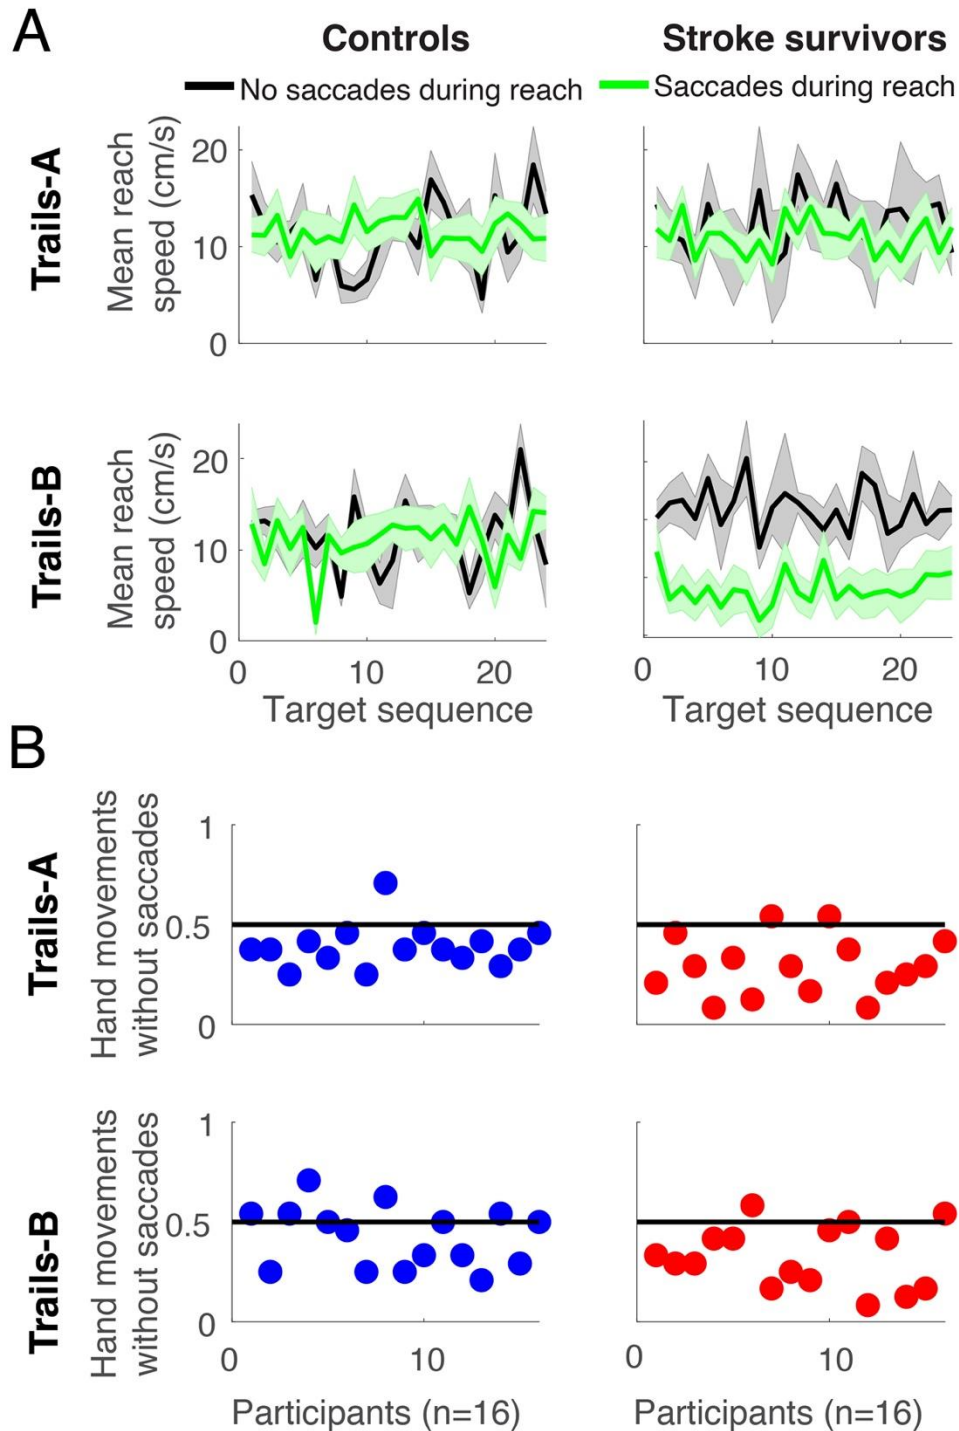 A
Controls
Stroke survivors
No saccades during reach
Saccades during reach
Trails-A
Mean reach
speed (cm/s)
20
10
0
Trails-B
Mean reach
speed (cm/s)
20
10
0
0
10
20
0
10
20
Target sequence
Target sequence
B
Trails-A
Hand movements
without saccades
1
0.5
0
Trails-B
Hand movements
without saccades
1
0.5
0
0
10
0
10
Participants (n=16)
Participants (n=16)